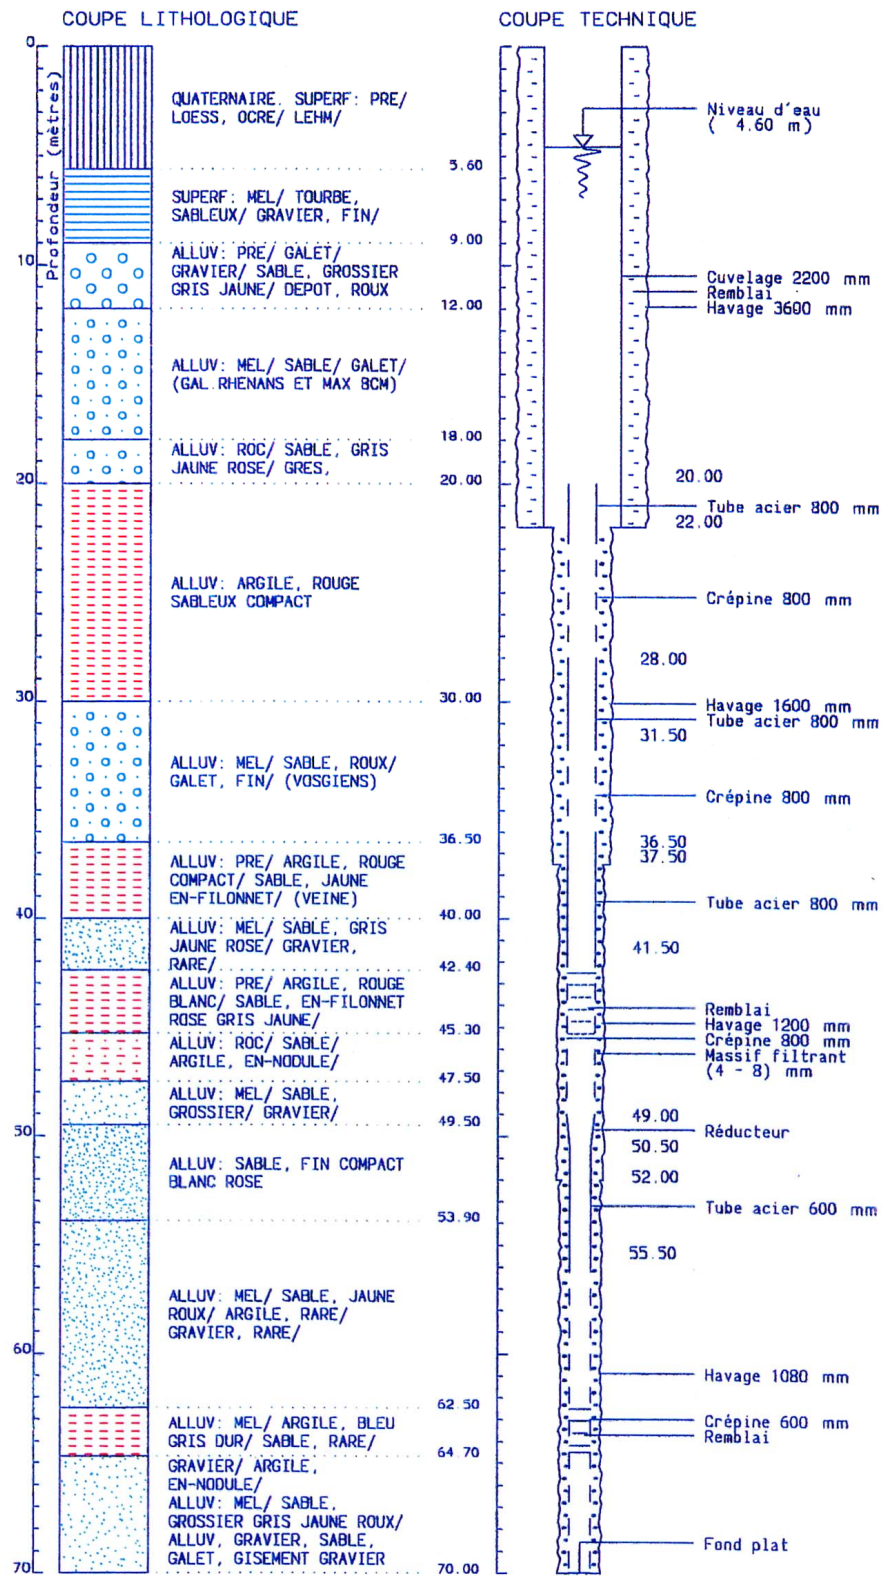 COUPE LITHOLOGIQUE
Profondeur (mètres)
0
10
20
30
40
50
60
70
QUATERNAIRE. SUPERF: PRE/
LOESS, OCRE/ LEHM/
5.60
SUPERF: MEL/ TOURBE,
SABLEUX/ GRAVIER, FIN/
9.00
ALLUV: PRE/ GALET/
GRAVIER/ SABLE, GROSSIER
GRIS JAUNE/ DEPOT, ROUX
12.00
ALLUV: MEL/ SABLE/ GALET/
(GAL.RHENANS ET MAX 8CM)
18.00
ALLUV: ROC/ SABLE, GRIS
JAUNE ROSE/ GRES,
20.00
ALLUV: ARGILE, ROUGE
SABLEUX COMPACT
30.00
ALLUV: MEL/ SABLE, ROUX/
GALET, FIN/ (VOSGIENS)
36.50
ALLUV: PRE/ ARGILE, ROUGE
COMPACT/ SABLE, JAUNE
EN-FILONNET/ (VEINE)
40.00
ALLUV: MEL/ SABLE, GRIS
JAUNE ROSE/ GRAVIER,
RARE/
42.40
ALLUV: PRE/ ARGILE, ROUGE
BLANC/ SABLE, EN-FILONNET
ROSE GRIS JAUNE/
45.30
ALLUV: ROC/ SABLE/
ARGILE, EN-NODULE/
47.50
ALLUV: MEL/ SABLE,
GROSSIER/ GRAVIER/
49.50
ALLUV: SABLE, FIN COMPACT
BLANC ROSE
53.90
ALLUV: MEL/ SABLE, JAUNE
ROUX/ ARGILE, RARE/
GRAVIER, RARE/
62.50
ALLUV: MEL/ ARGILE, BLEU
GRIS DUR/ SABLE, RARE/
64.70
GRAVIER/ ARGILE,
EN-NODULE/
ALLUV: MEL/ SABLE,
GROSSIER GRIS JAUNE ROUX/
ALLUV, GRAVIER, SABLE,
GALET, GISEMENT GRAVIER
70.00
COUPE TECHNIQUE
Niveau d'eau
( 4.60 m)
Cuvelage 2200 mm
Remblai
Havage 3600 mm
20.00
Tube acier 800 mm
22.00
Crépine 800 mm
28.00
Havage 1600 mm
Tube acier 800 mm
31.50
Crépine 800 mm
36.50
37.50
Tube acier 800 mm
41.50
Remblai
Havage 1200 mm
Crépine 800 mm
Massif filtrant
(4 - 8) mm
49.00
Réducteur
50.50
52.00
Tube acier 600 mm
55.50
Havage 1080 mm
Crépine 600 mm
Remblai
Fond plat